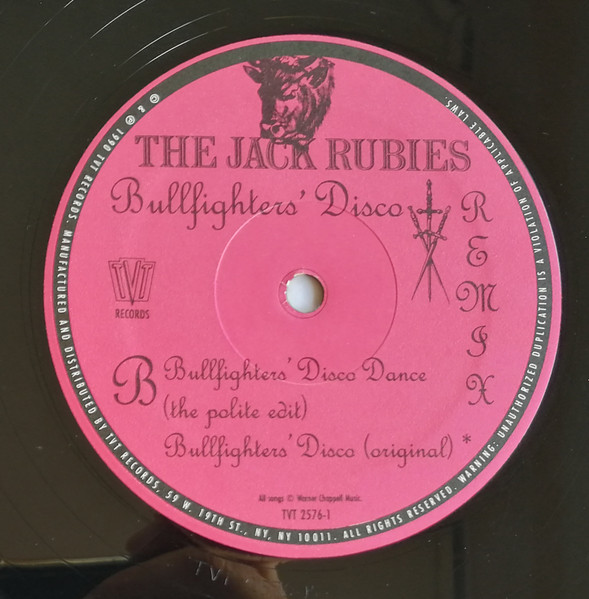 THE JACK RUBIES
Bullfighters' Disco
REMIX
TVT
RECORDS
B
Bullfighters' Disco Dance
(the polite edit)
Bullfighters' Disco (original) *
All songs © Warner Chappell Music.
TVT 2576-1
© & ℗ 1990 TVT RECORDS. MANUFACTURED AND DISTRIBUTED BY TVT RECORDS, 59 W. 19TH ST., NY, NY 10011. ALL RIGHTS RESERVED. WARNING: UNAUTHORIZED DUPLICATION IS A VIOLATION OF APPLICABLE LAWS.
TVT